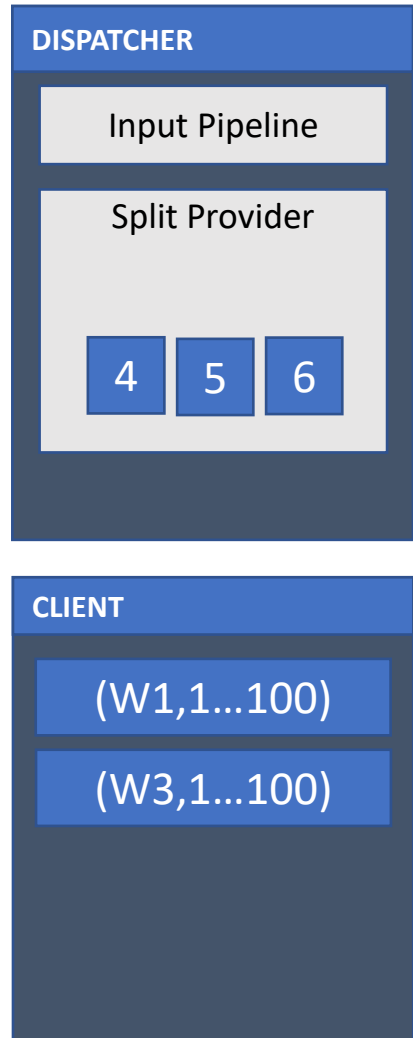 DISPATCHER
Input Pipeline
Split Provider
4 5 6
CLIENT
(W1,1…100)
(W3,1…100)